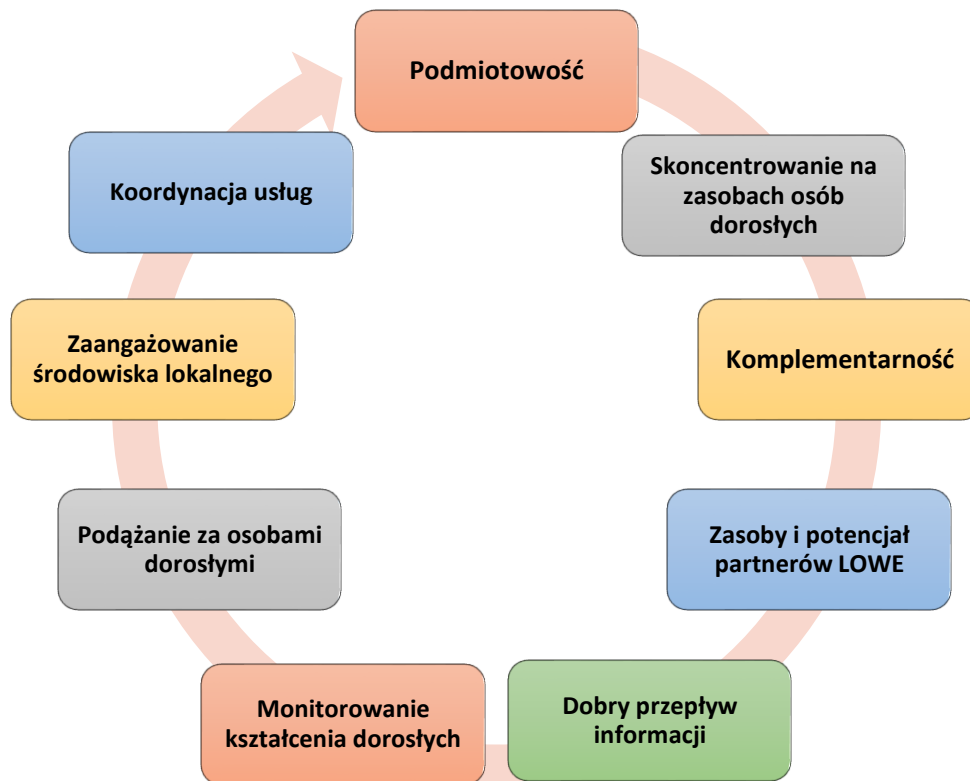 Podmiotowość
Skoncentrowanie na
zasobach osób
dorosłych
Komplementarność
Zasoby i potencjał
partnerów LOWE
Dobry przepływ
informacji
Monitorowanie
kształcenia dorosłych
Podążanie za osobami
dorosłymi
Zaangażowanie
środowiska lokalnego
Koordynacja usług